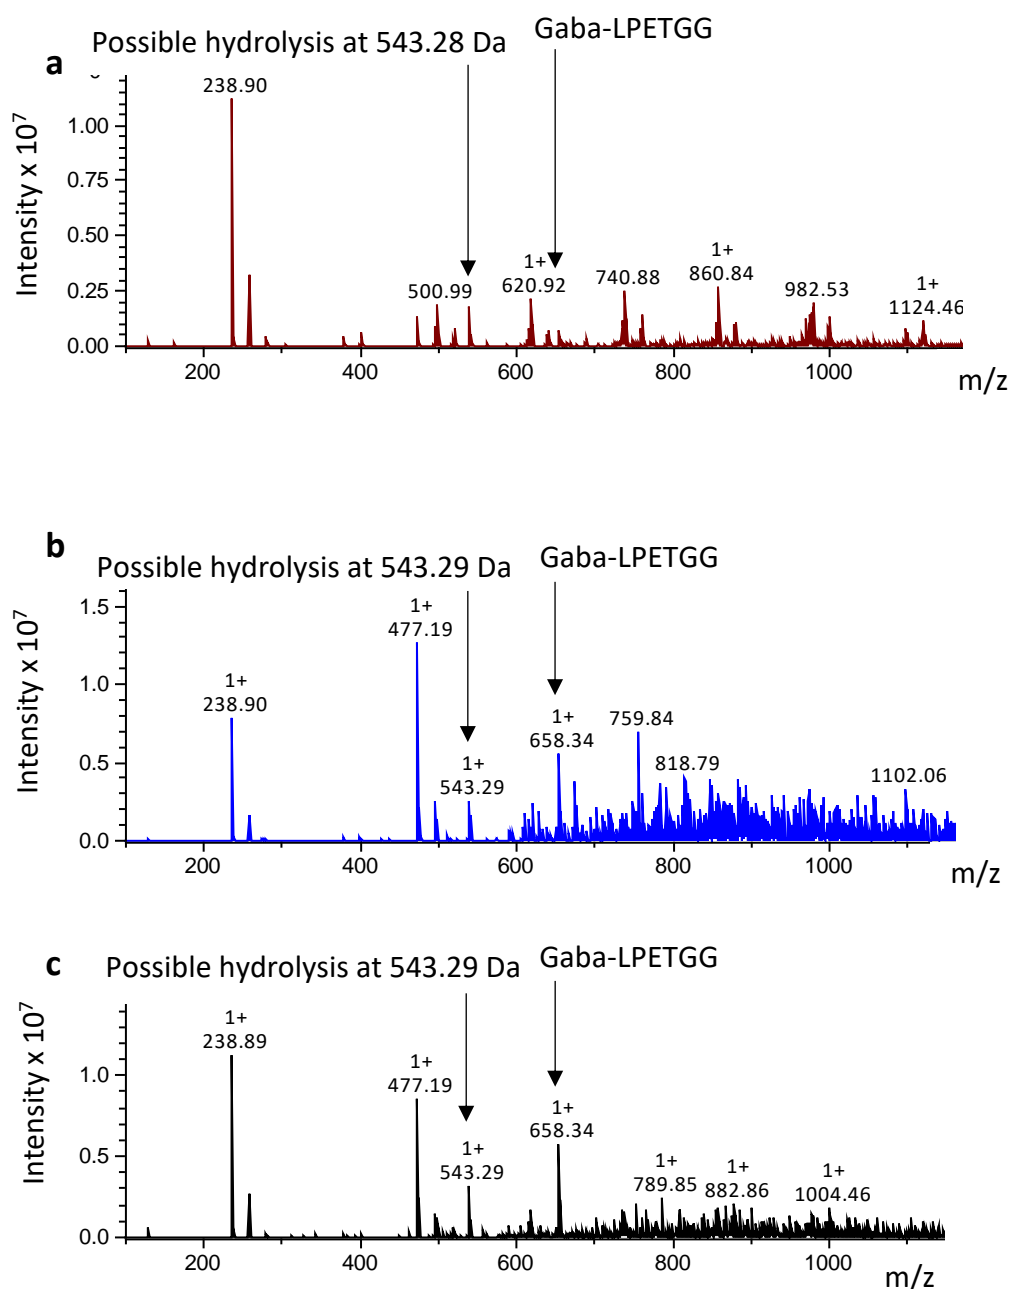 Gaba-LPETGG
Possible hydrolysis at 543.28 Da
a
238.90
1.00
0.75
0.50
0.25
0.00
Intensity x 10⁷
500.99
1+
620.92
740.88
1+
860.84
982.53
1+
1124.46
200 400 600 800 1000
m/z
b
Gaba-LPETGG
Possible hydrolysis at 543.29 Da
1.5
1.0
0.5
0.0
Intensity x 10⁷
1+
238.90
1+
477.19
1+
543.29
1+
658.34
759.84
818.79
1102.06
200 400 600 800 1000
m/z
c
Gaba-LPETGG
Possible hydrolysis at 543.29 Da
1.0
0.5
0.0
Intensity x 10⁷
1+
238.89
1+
477.19
1+
543.29
1+
658.34
1+
789.85
1+
882.86
1+
1004.46
200 400 600 800 1000
m/z